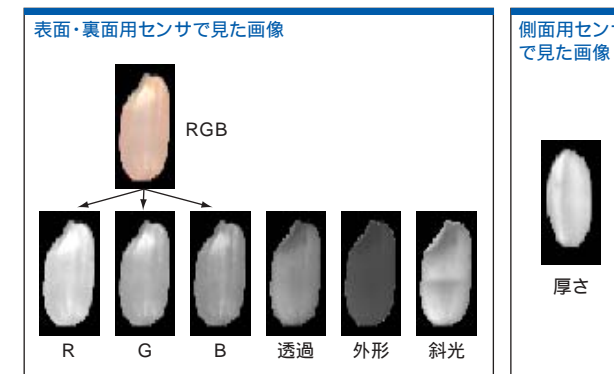 表面・裏面用センサで見た画像
RGB
R G B 透過 外形 斜光
側面用セン
で見た画像
厚さ